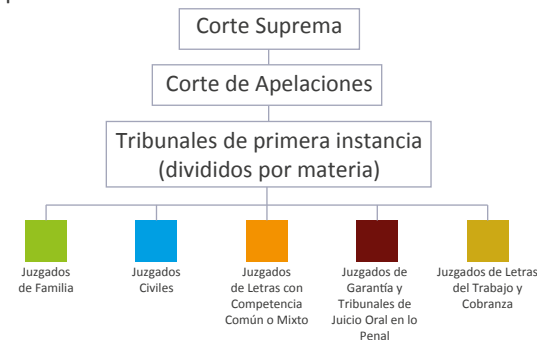 Corte Suprema
Corte de Apelaciones
Tribunales de primera instancia
(divididos por materia)
Juzgados
de Familia
Juzgados
Civiles
Juzgados
de Letras con
Competencia
Común o Mixto
Juzgados de
Garantía y
Tribunales de
Juicio Oral en lo
Penal
Juzgados de Letras
del Trabajo y
Cobranza